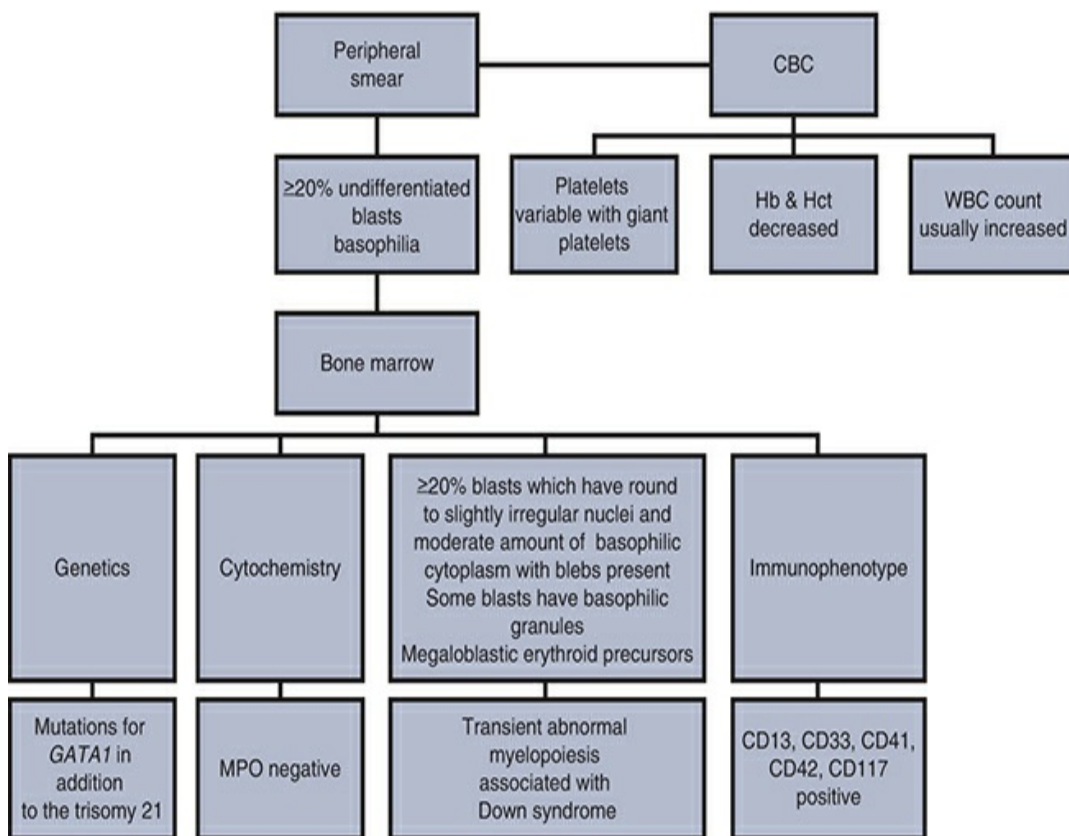 Peripheral
smear
CBC
≥20% undifferentiated
blasts
basophilia
Platelets
variable with giant
platelets
Hb & Hct
decreased
WBC count
usually increased
Bone marrow
Genetics
Cytochemistry
≥20% blasts which have round
to slightly irregular nuclei and
moderate amount of basophilic
cytoplasm with blebs present
Some blasts have basophilic
granules
Megaloblastic erythroid precursors
Immunophenotype
Mutations for
GATA1 in
addition
to the trisomy 21
MPO negative
Transient abnormal
myelopoiesis
associated with
Down syndrome
CD13, CD33, CD41,
CD42, CD117
positive